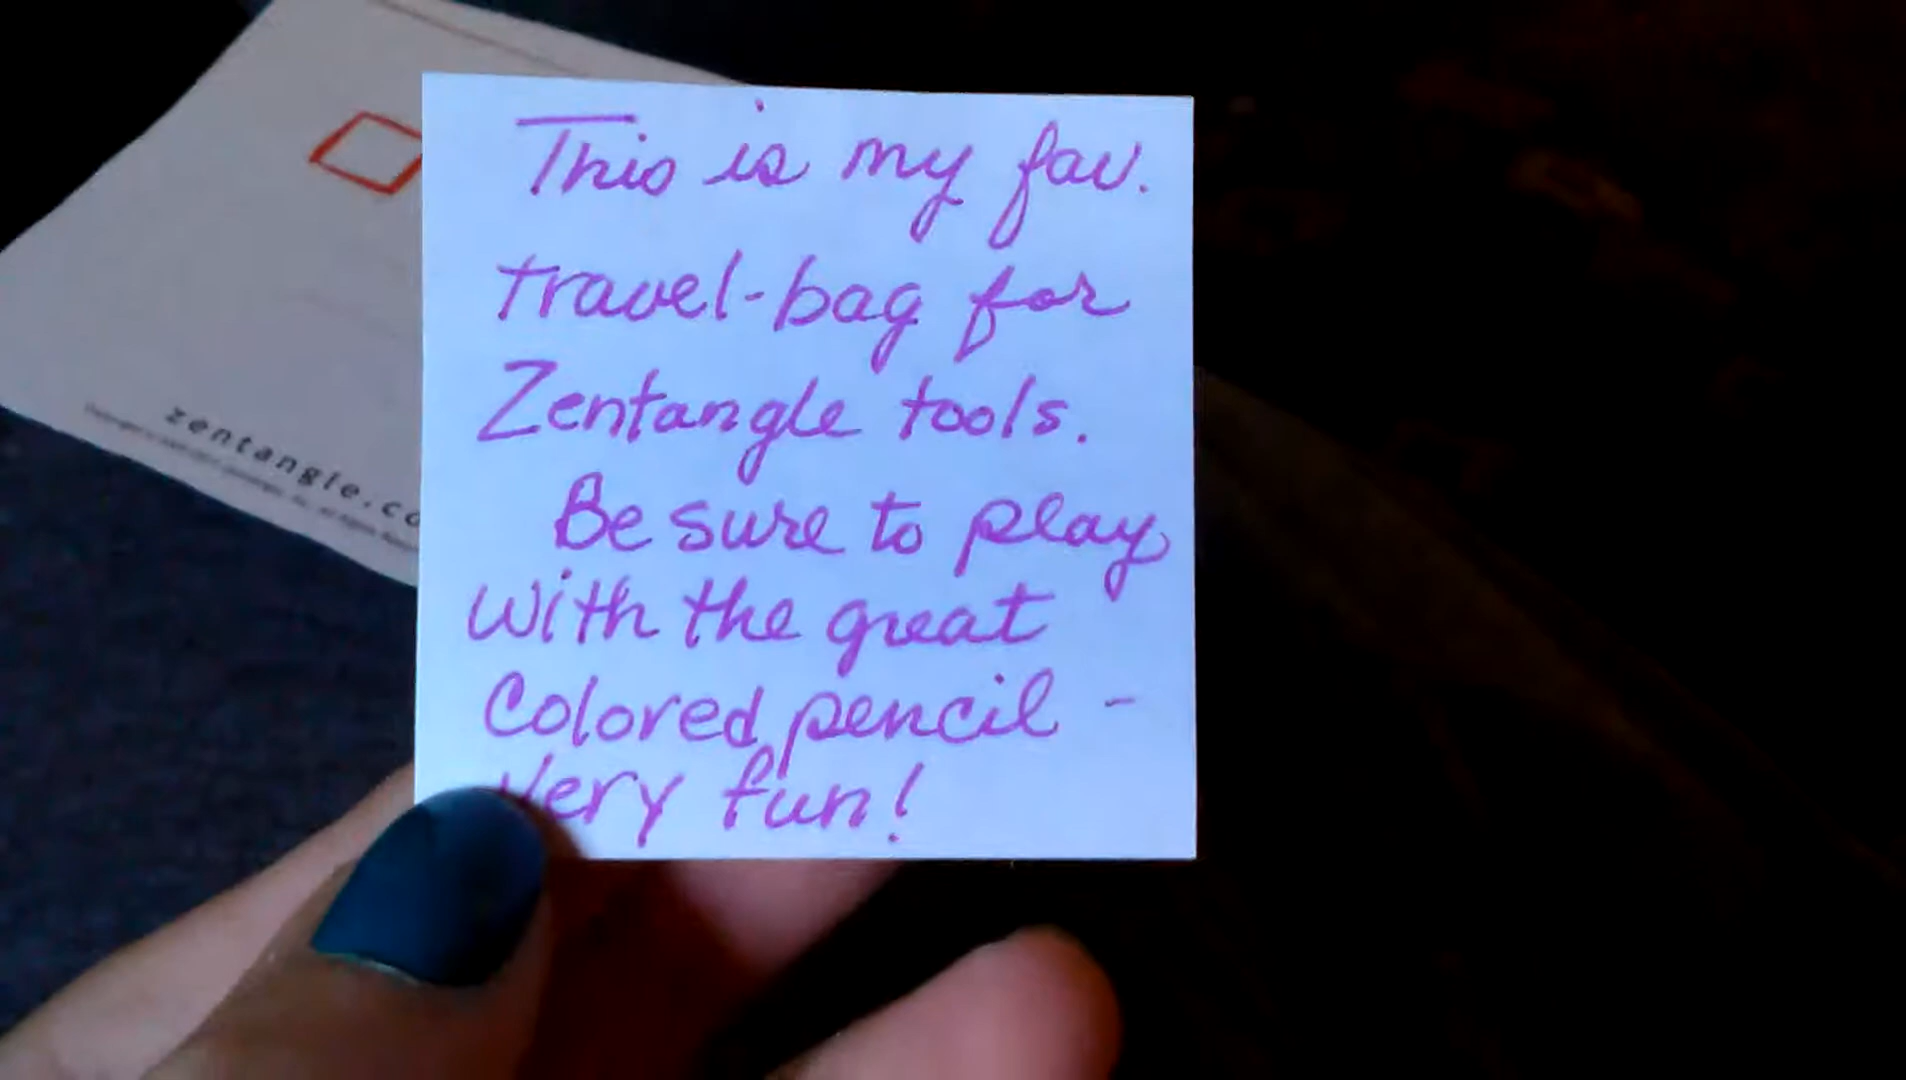 This is my fav.
travel-bag for
Zentangle tools.
Be sure to play
with the great
Colored pencil -
Very fun!
zentangle.co